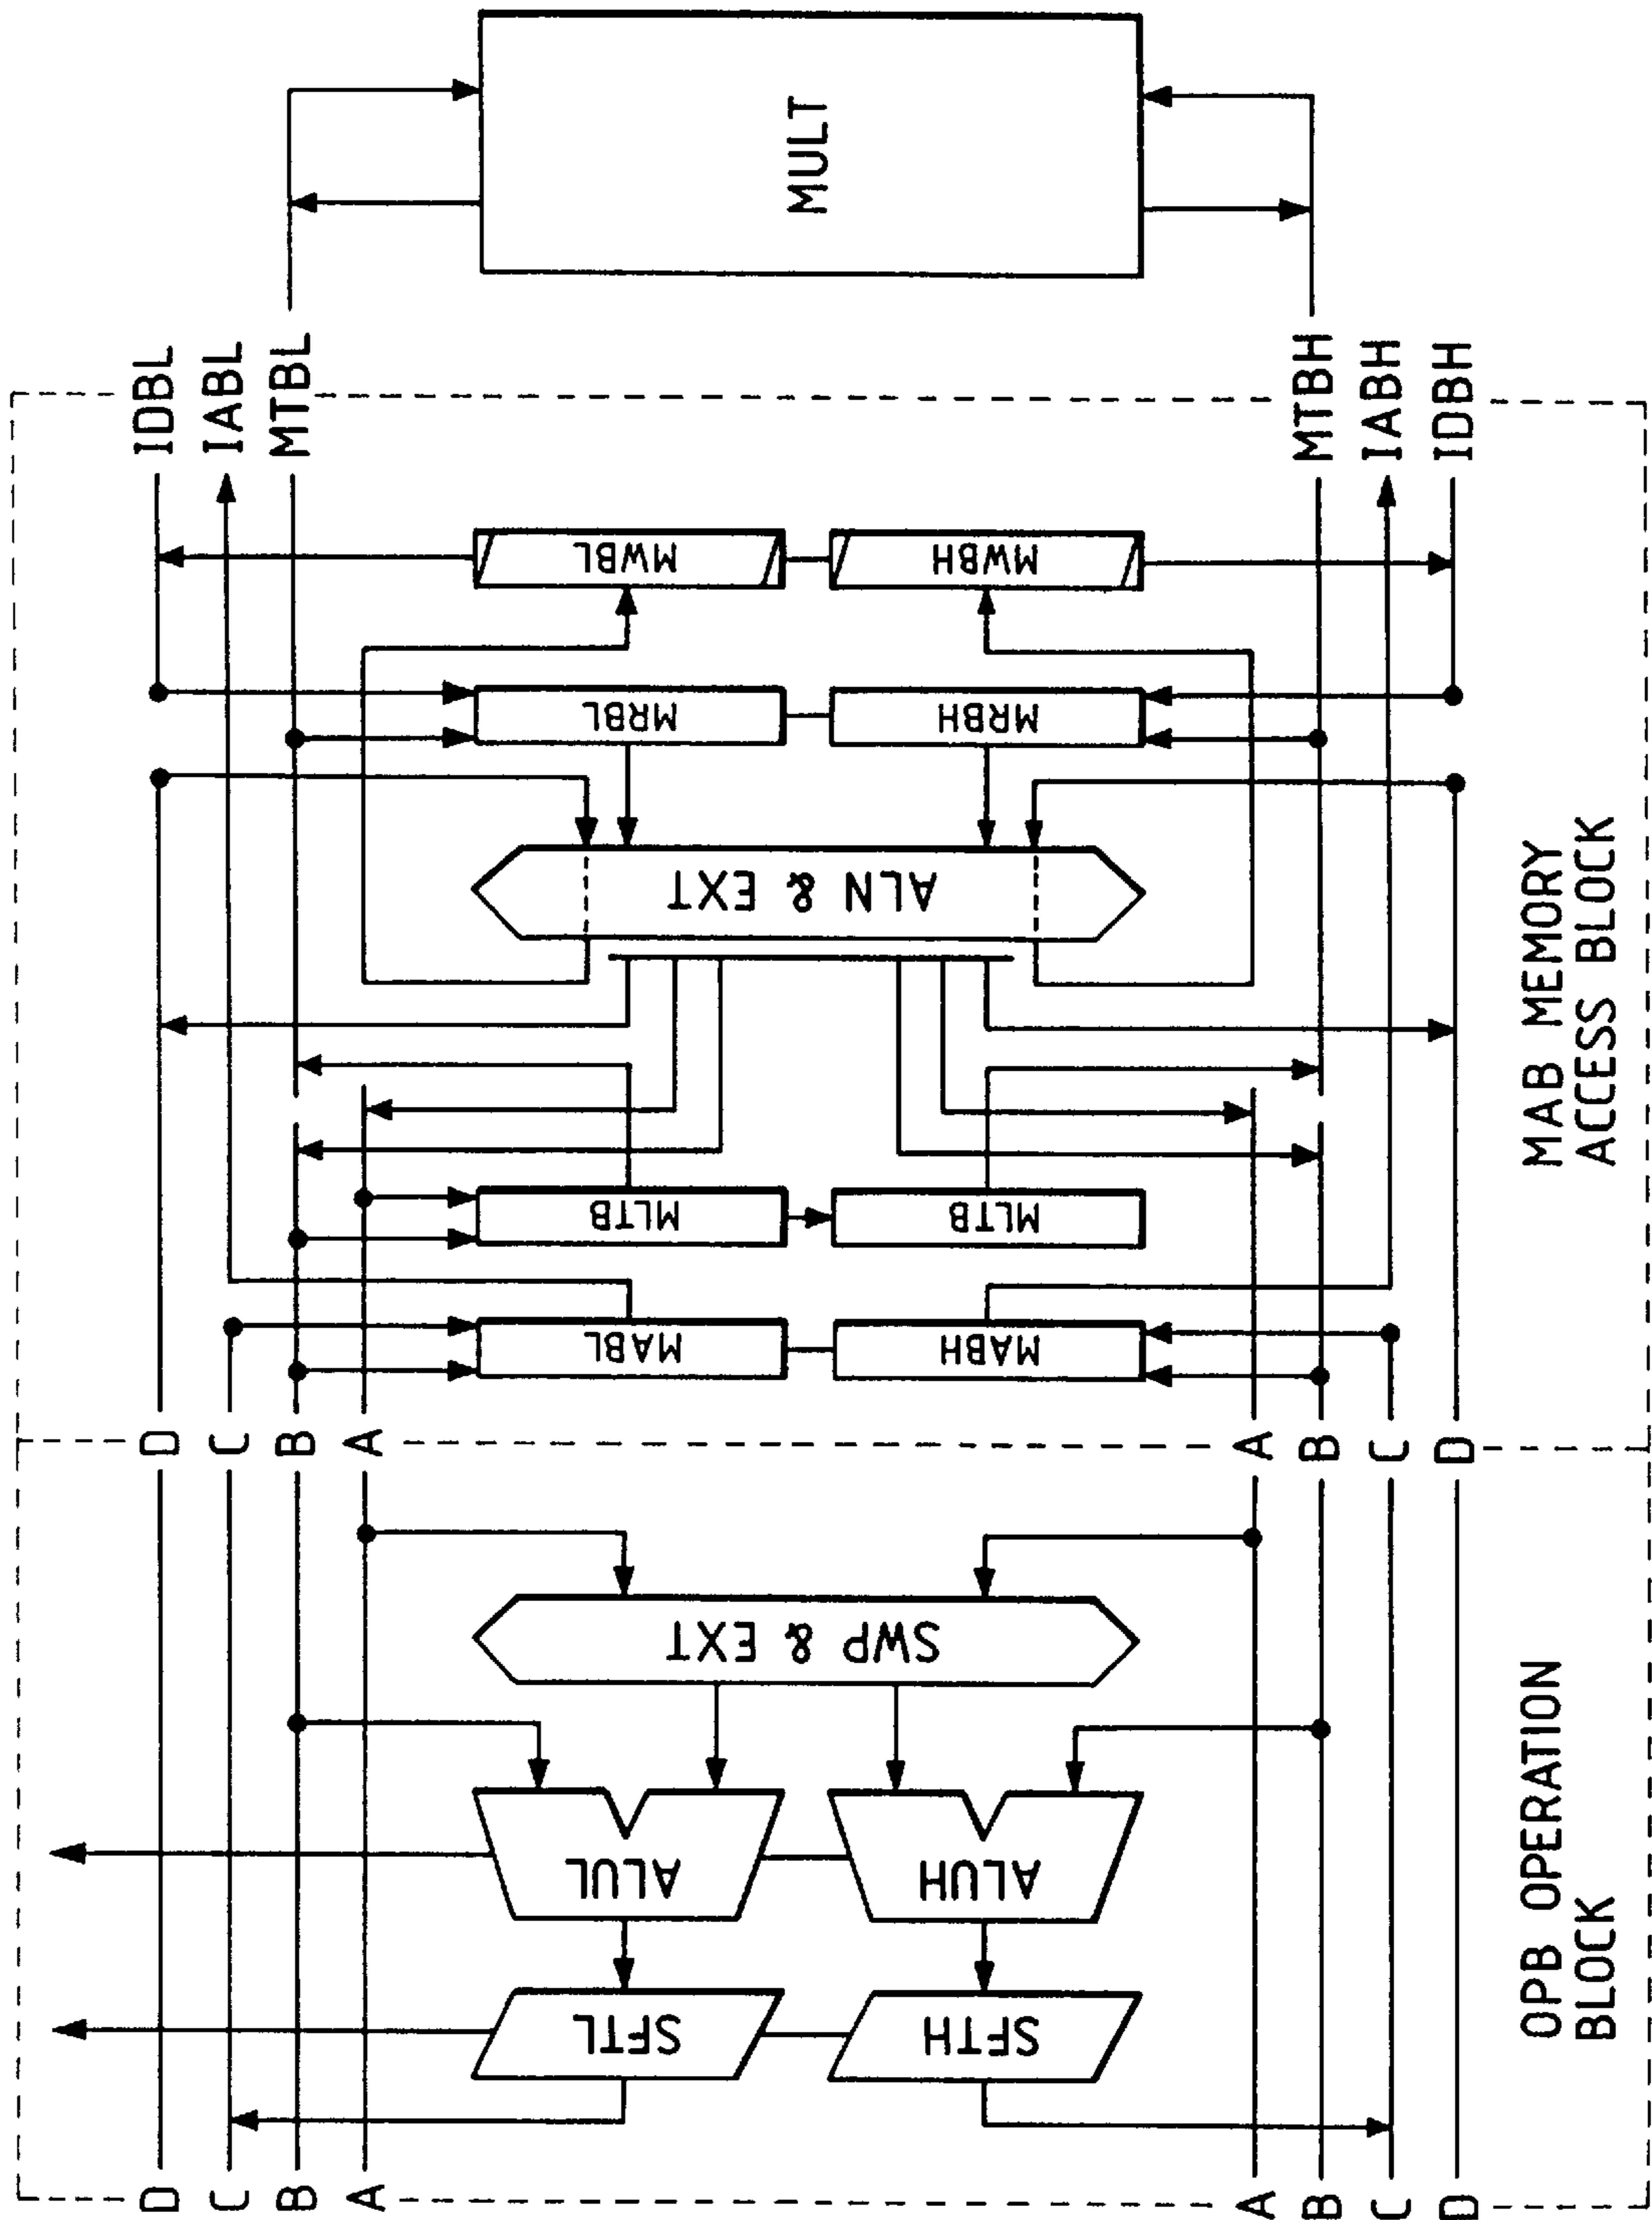 MULT
IDBL
IABL
MTBL
MTBH
IABH
IDBH
MWBL
MWBH
MRBL
MRBH
ALN & EXT
MLTB
MLTB
MABL
MABH
MAB MEMORY
ACCESS BLOCK
D
C
B
A
A
B
C
D
SWP & EXT
ALUL
ALUH
SFTL
SFTH
OPB OPERATION
BLOCK
D
C
B
A
A
B
C
D